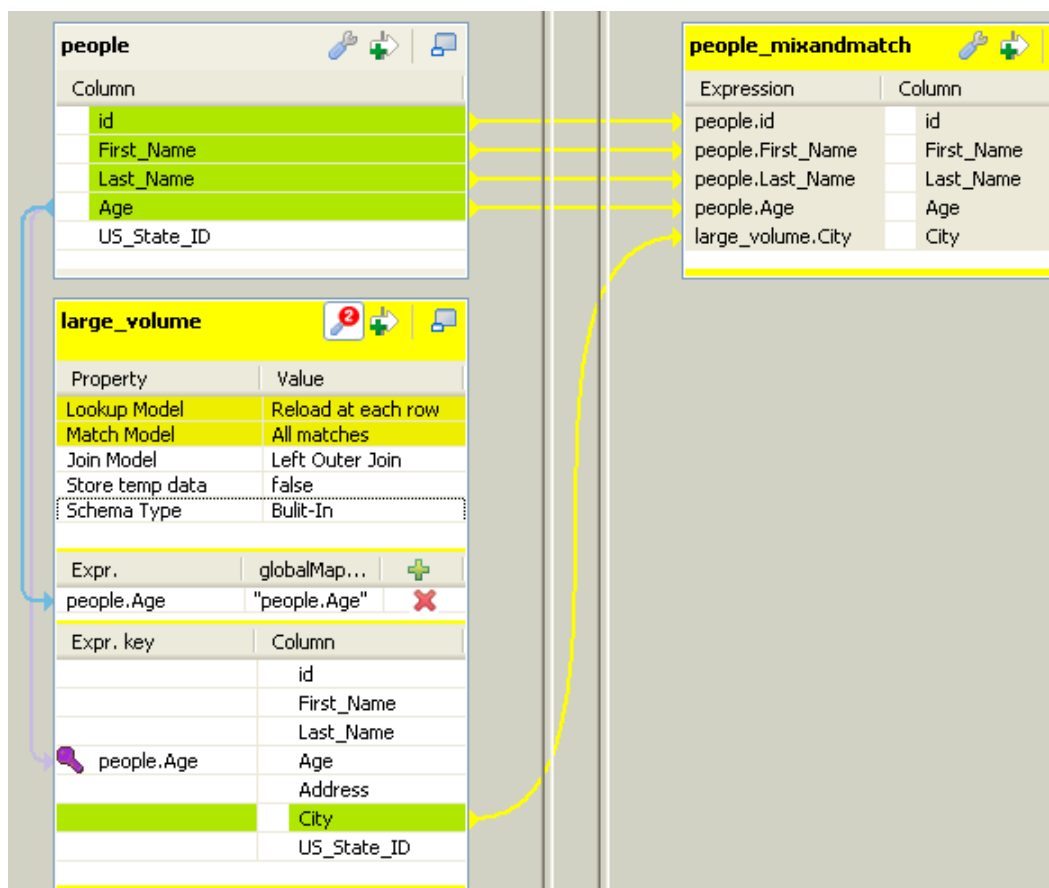 people
Column
id
First_Name
Last_Name
Age
US_State_ID
large_volume
2
Property Value
Lookup Model Reload at each row
Match Model All matches
Join Model Left Outer Join
Store temp data false
Schema Type Bulit-In
Expr. globalMap...
people.Age "people.Age"
Expr. key Column
id
First_Name
Last_Name
people.Age Age
Address
City
US_State_ID
people_mixandmatch
Expression Column
people.id id
people.First_Name First_Name
people.Last_Name Last_Name
people.Age Age
large_volume.City City